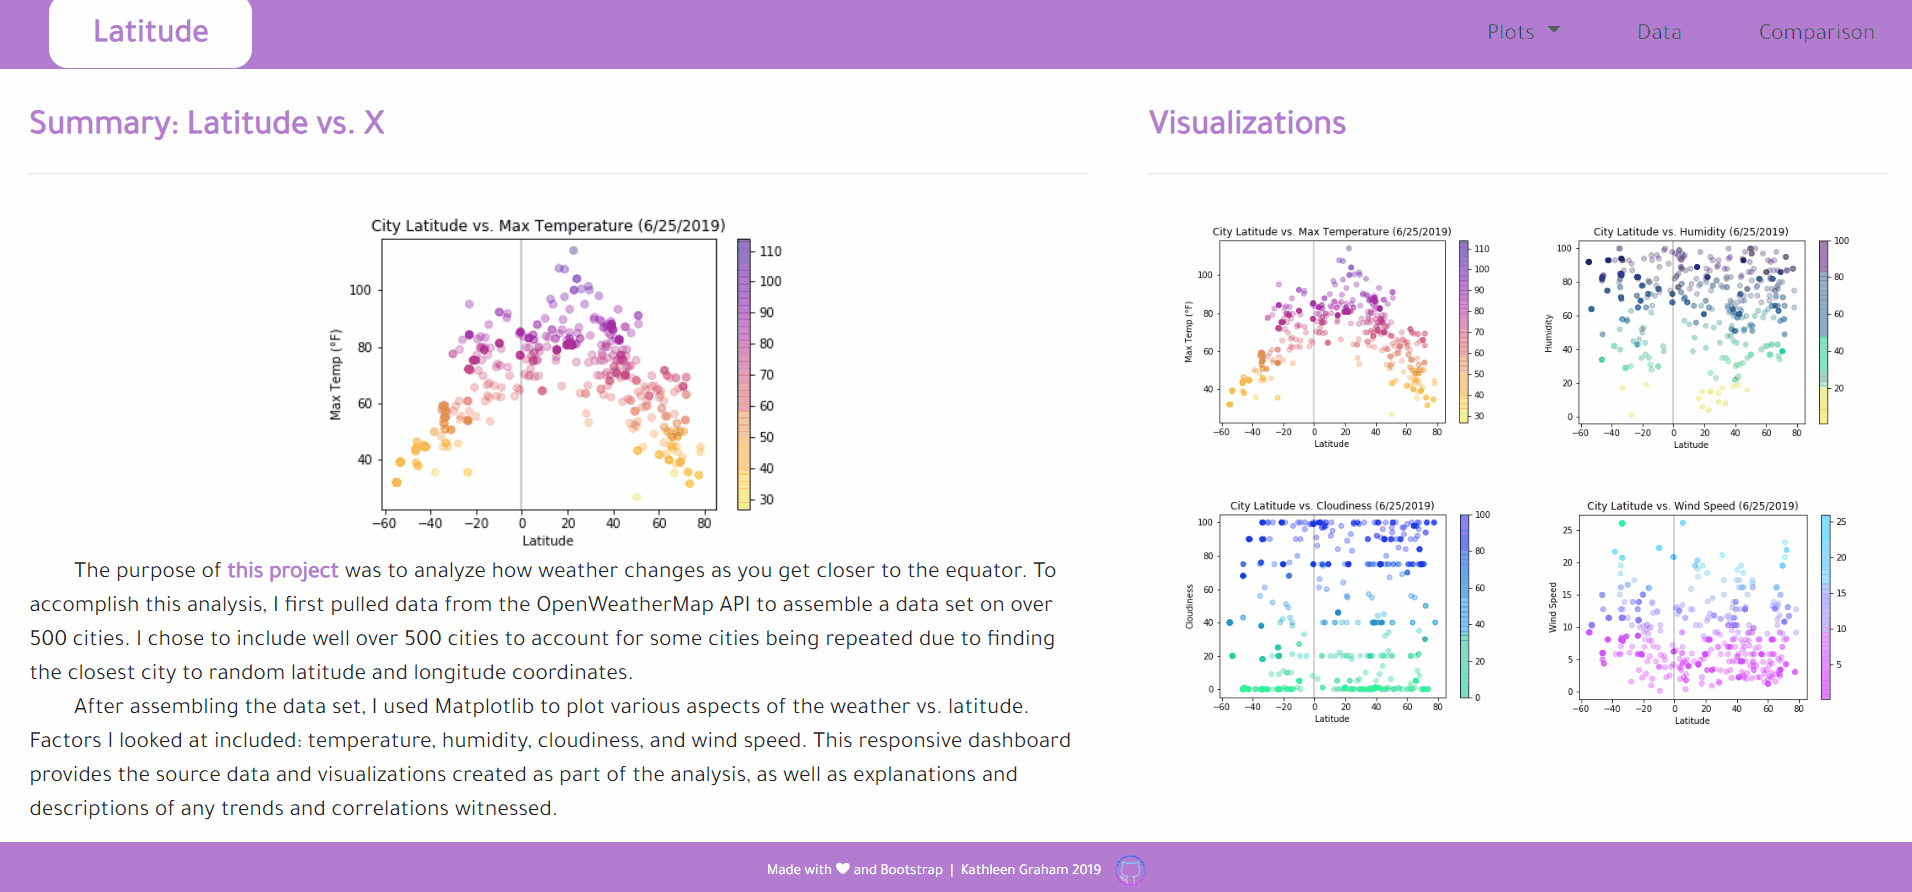 Latitude
Plots
Data
Comparison
Summary: Latitude vs. X
City Latitude vs. Max Temperature (6/25/2019)
Max Temp (°F)
100
80
60
40
−60 −40 −20 0 20 40 60 80
Latitude
110
100
90
80
70
60
50
40
30
The purpose of this project was to analyze how weather changes as you get closer to the equator. To
accomplish this analysis, I first pulled data from the OpenWeatherMap API to assemble a data set on over
500 cities. I chose to include well over 500 cities to account for some cities being repeated due to finding
the closest city to random latitude and longitude coordinates.
After assembling the data set, I used Matplotlib to plot various aspects of the weather vs. latitude.
Factors I looked at included: temperature, humidity, cloudiness, and wind speed. This responsive dashboard
provides the source data and visualizations created as part of the analysis, as well as explanations and
descriptions of any trends and correlations witnessed.
Visualizations
City Latitude vs. Max Temperature (6/25/2019)
Max Temp (°F)
100
80
60
40
−60 −40 −20 0 20 40 60 80
Latitude
110
100
90
80
70
60
50
40
30
City Latitude vs. Humidity (6/25/2019)
Humidity
100
80
60
40
20
0
−60 −40 −20 0 20 40 60 80
Latitude
100
80
60
40
20
City Latitude vs. Cloudiness (6/25/2019)
Cloudiness
100
80
60
40
20
0
−60 −40 −20 0 20 40 60 80
Latitude
100
80
60
40
20
0
City Latitude vs. Wind Speed (6/25/2019)
Wind Speed
25
20
15
10
5
0
−60 −40 −20 0 20 40 60 80
Latitude
25
20
15
10
5
Made with ❤ and Bootstrap | Kathleen Graham 2019